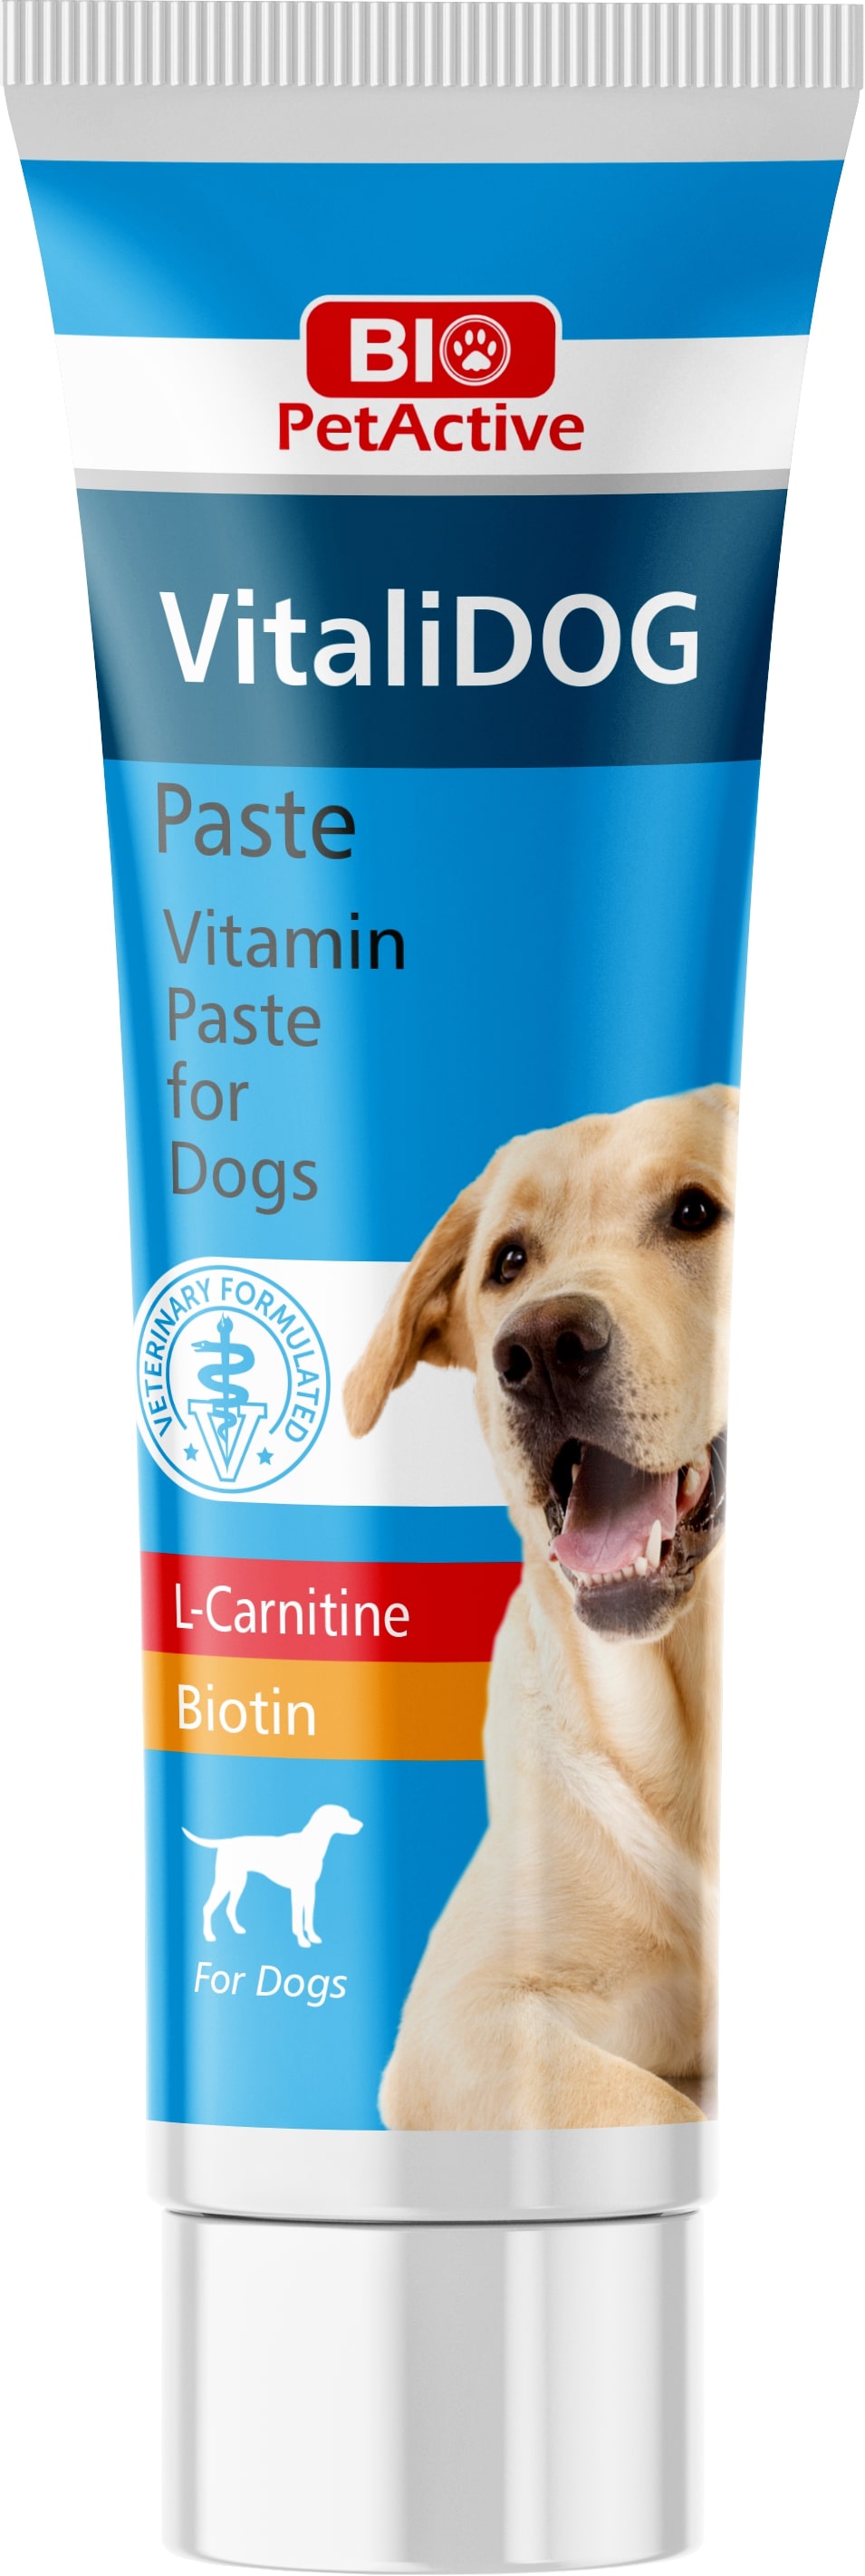 BIO
PetActive
VitaliDOG
Paste
Vitamin
Paste
for
Dogs
VETERINARY FORMULATED
V
L-Carnitine
Biotin
For Dogs